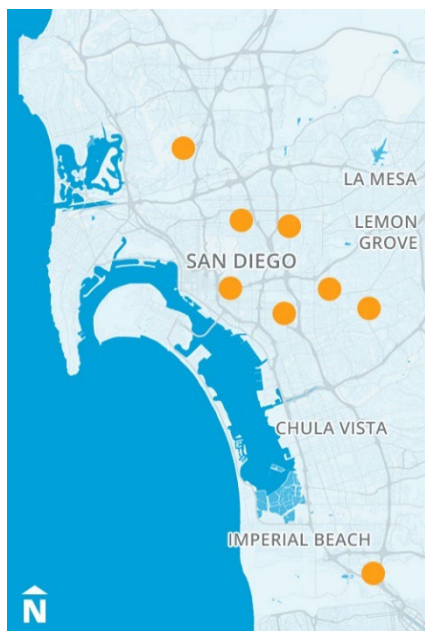 LA MESA
LEMON
GROVE
SAN DIEGO
CHULA VISTA
IMPERIAL BEACH
N